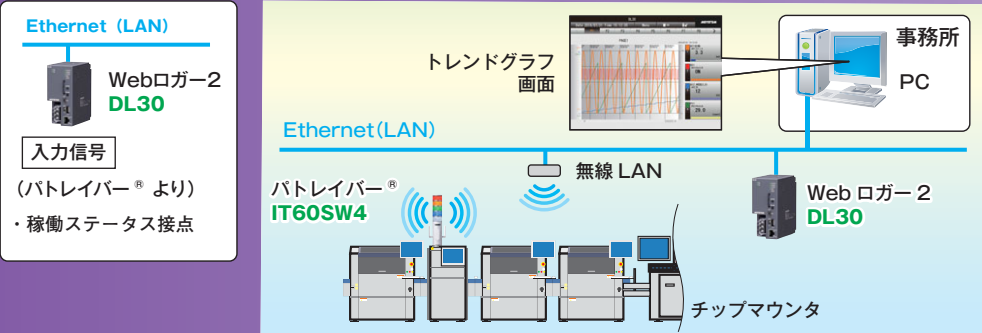 Ethernet (LAN)
Webロガー2
DL30
入力信号
(パトレイバー® より)
・稼働ステータス接点
トレンドグラフ
画面
事務所
PC
Ethernet(LAN)
無線 LAN
パトレイバー®
IT60SW4
Web ロガー 2
DL30
チップマウンタ